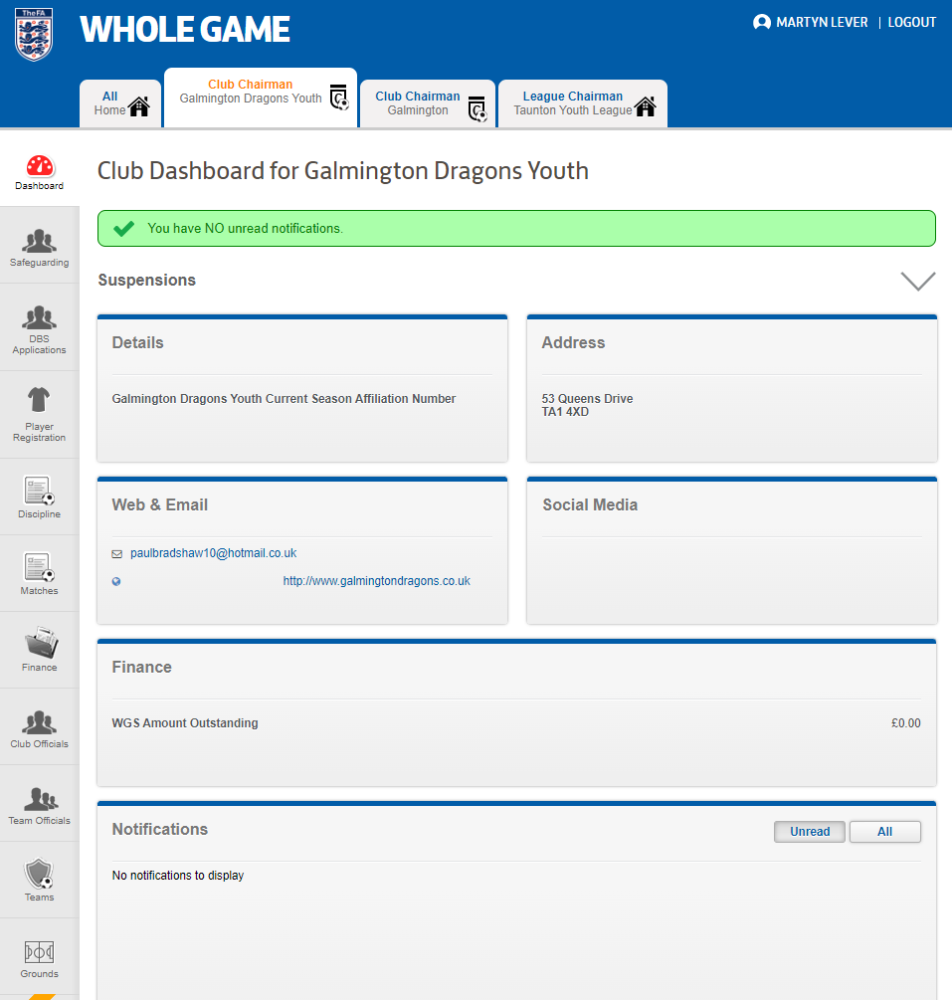 TheFA
WHOLE GAME
MARTYN LEVER | LOGOUT
All
Home
Club Chairman
Galmington Dragons Youth
Club Chairman
Galmington
League Chairman
Taunton Youth League
Dashboard
Safeguarding
DBS
Applications
Player
Registration
Discipline
Matches
Finance
Club Officials
Team Officials
Teams
Grounds
Club Dashboard for Galmington Dragons Youth
You have NO unread notifications.
Suspensions
Details
Galmington Dragons Youth Current Season Affiliation Number
Address
53 Queens Drive
TA1 4XD
Web & Email
paulbradshaw10@hotmail.co.uk
http://www.galmingtondragons.co.uk
Social Media
Finance
WGS Amount Outstanding £0.00
Notifications
Unread All
No notifications to display